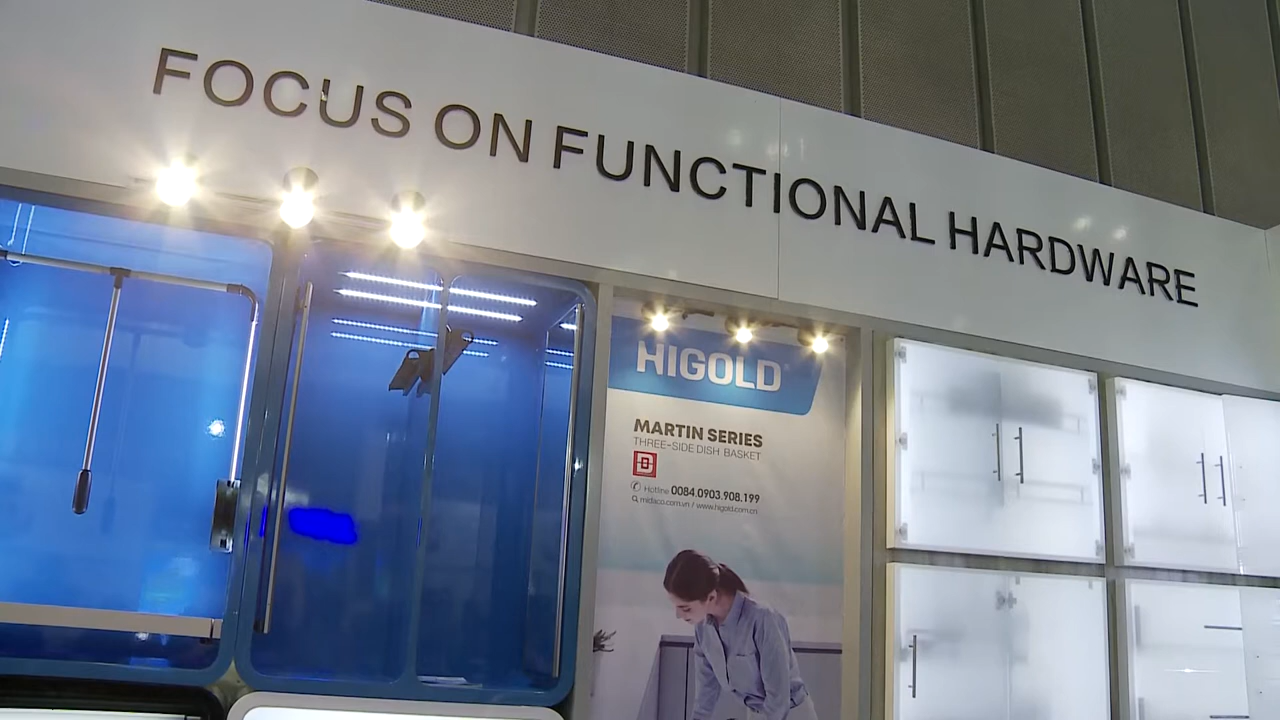 FOCUS ON FUNCTIONAL HARDWARE
HIGOLD
MARTIN SERIES
THREE-SIDE DISH BASKET
Hotline 0084.0903.908.199
midaco.com.vn / www.higold.com.cn